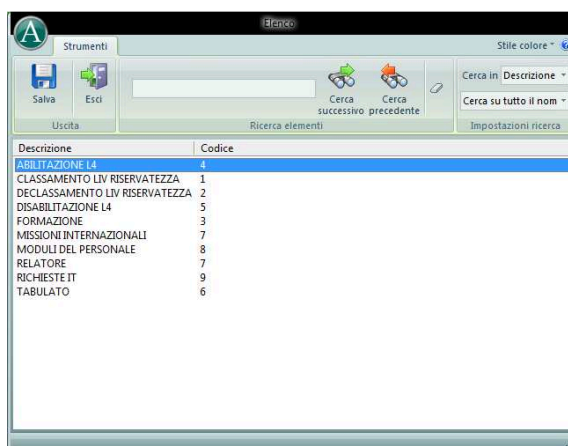 Elenco
A
Strumenti
Stile colore
Salva
Esci
Cerca successivo
Cerca precedente
Cerca in Descrizione
Cerca su tutto il nom
Uscita
Ricerca elementi
Impostazioni ricerca
Descrizione Codice
ABILITAZIONE L4 4
CLASSAMENTO LIV RISERVATEZZA 1
DECLASSAMENTO LIV RISERVATEZZA 2
DISABILITAZIONE L4 5
FORMAZIONE 3
MISSIONI INTERNAZIONALI 7
MODULI DEL PERSONALE 8
RELATORE 7
RICHIESTE IT 9
TABULATO 6